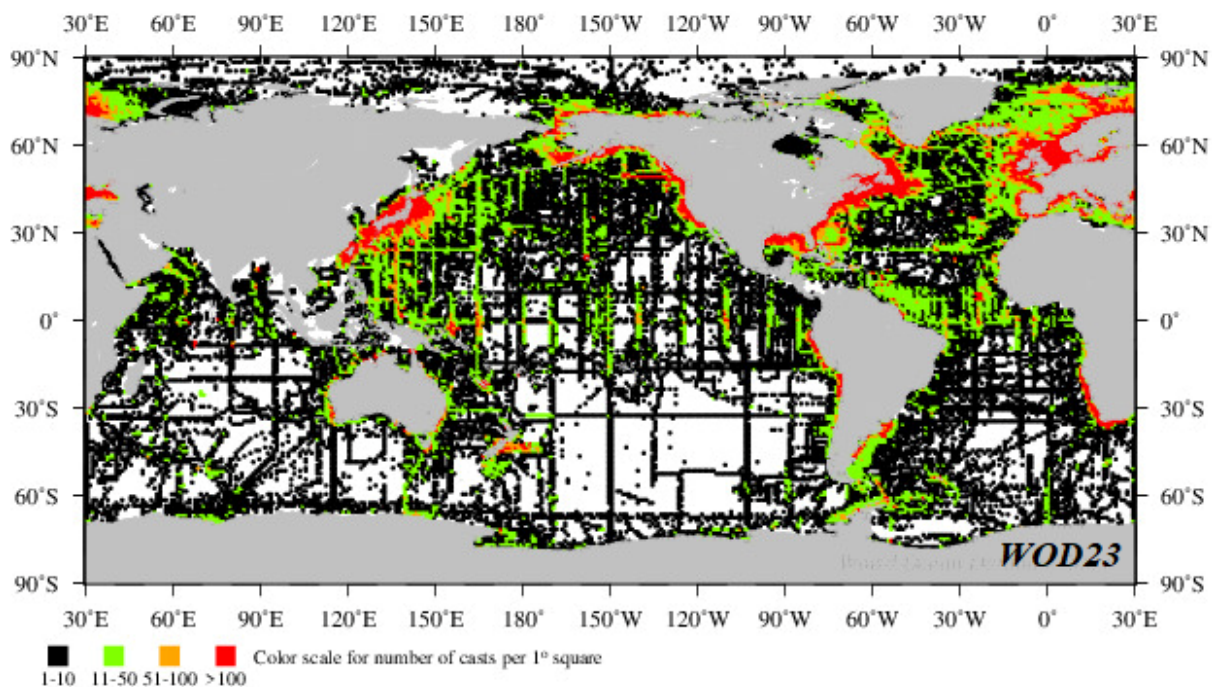 30˚E 60˚E 90˚E 120˚E 150˚E 180˚ 150˚W 120˚W 90˚W 60˚W 30˚W 0˚ 30˚E
90˚N 90˚N
60˚N 60˚N
30˚N 30˚N
0˚ 0˚
30˚S 30˚S
60˚S 60˚S
WOD23
90˚S 90˚S
30˚E 60˚E 90˚E 120˚E 150˚E 180˚ 150˚W 120˚W 90˚W 60˚W 30˚W 0˚ 30˚E
Color scale for number of casts per 1º square
1-10 11-50 51-100 >100